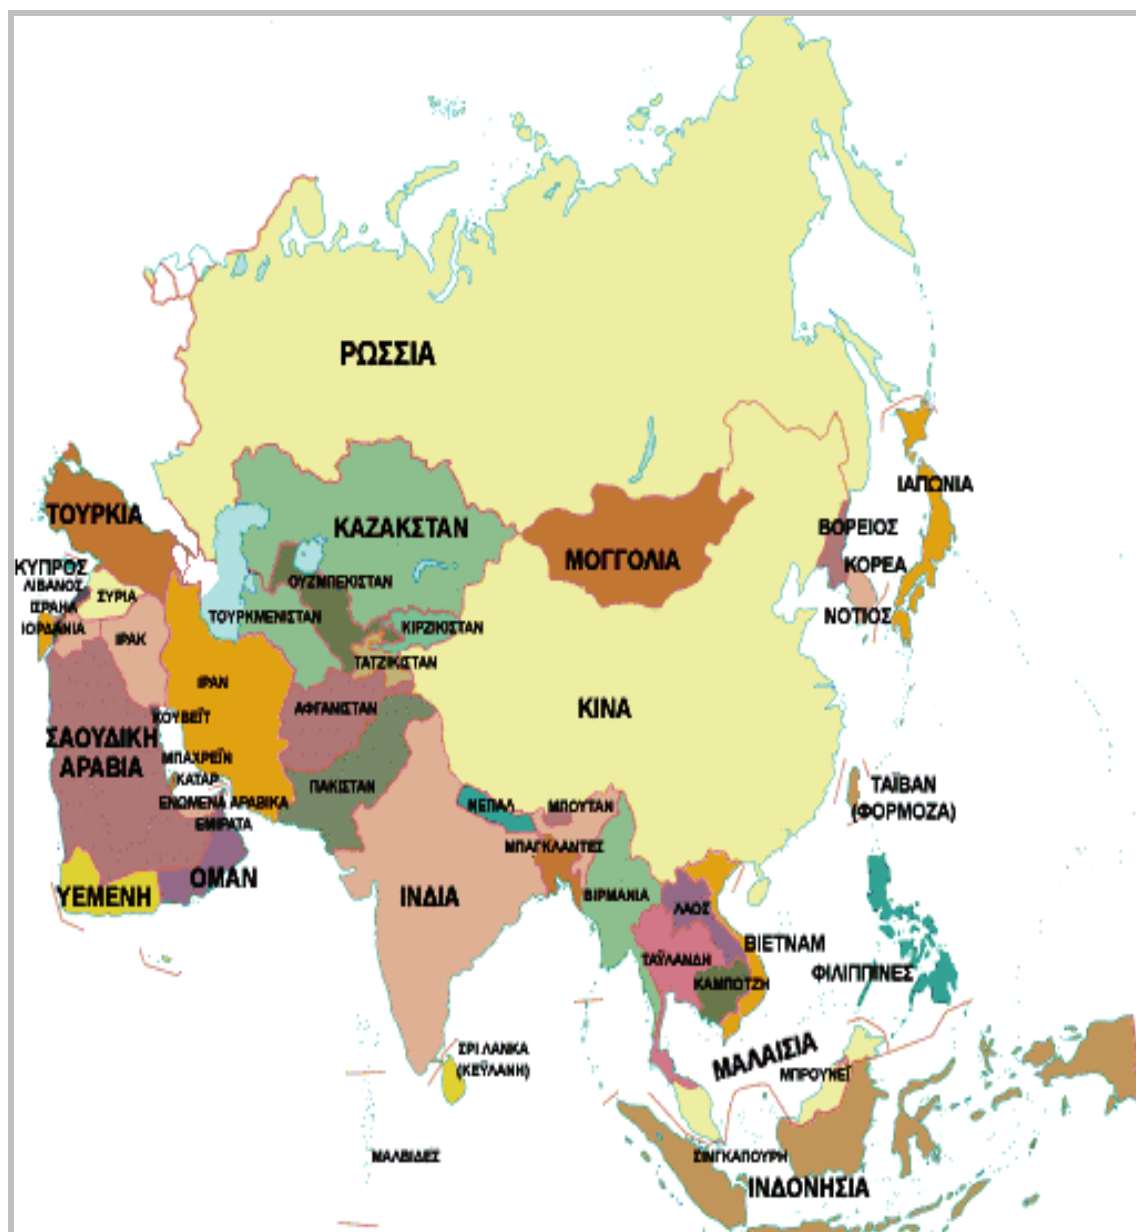 ΡΩΣΣΙΑ
ΙΑΠΩΝΙΑ
ΤΟΥΡΚΙΑ
ΚΑΖΑΚΣΤΑΝ
ΒΟΡΕΙΟΣ
ΜΟΓΓΟΛΙΑ
ΚΟΡΕΑ
ΚΥΠΡΟΣ
ΛΙΒΑΝΟΣ
ΟΥΖΜΠΕΚΙΣΤΑΝ
ΣΥΡΙΑ
ΙΣΡΑΗΛ
ΤΟΥΡΚΜΕΝΙΣΤΑΝ
ΝΟΤΙΟΣ
ΙΟΡΔΑΝΙΑ
ΚΙΡΖΙΚΙΣΤΑΝ
ΙΡΑΚ
ΤΑΤΖΙΚΙΣΤΑΝ
ΙΡΑΝ
ΑΦΓΑΝΙΣΤΑΝ
ΚΙΝΑ
ΚΟΥΒΕΪΤ
ΣΑΟΥΔΙΚΗ
ΑΡΑΒΙΑ
ΜΠΑΧΡΕΪΝ
ΚΑΤΑΡ
ΠΑΚΙΣΤΑΝ
ΤΑΪΒΑΝ
(ΦΟΡΜΟΖΑ)
ΕΝΩΜΕΝΑ ΑΡΑΒΙΚΑ
ΕΜΙΡΑΤΑ
ΝΕΠΑΛ
ΜΠΟΥΤΑΝ
ΜΠΑΓΚΛΑΝΤΕΣ
ΟΜΑΝ
ΥΕΜΕΝΗ
ΙΝΔΙΑ
ΒΙΡΜΑΝΙΑ
ΛΑΟΣ
ΒΙΕΤΝΑΜ
ΤΑΪΛΑΝΔΗ
ΦΙΛΙΠΠΙΝΕΣ
ΚΑΜΠΟΤΖΗ
ΣΡΙ ΛΑΝΚΑ
(ΚΕΫΛΑΝΗ)
ΜΑΛΑΙΣΙΑ
ΜΠΡΟΥΝΕΪ
ΜΑΛΒΙΔΕΣ
ΣΙΝΓΚΑΠΟΥΡΗ
ΙΝΔΟΝΗΣΙΑ